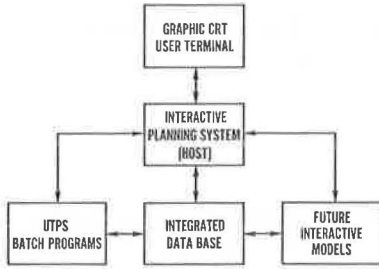 GRAPHIC CRT
USER TERMINAL
INTERACTIVE
PLANNING SYSTEM
(HOST)
UTPS
BATCH PROGRAMS
INTEGRATED
DATA BASE
FUTURE
INTERACTIVE
MODELS